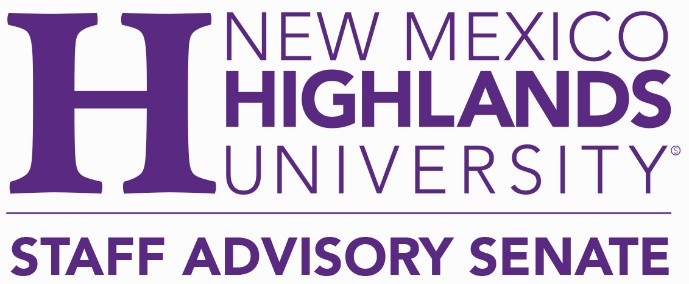 H NEW MEXICO
HIGHLANDS
UNIVERSITY Ⓢ
STAFF ADVISORY SENATE